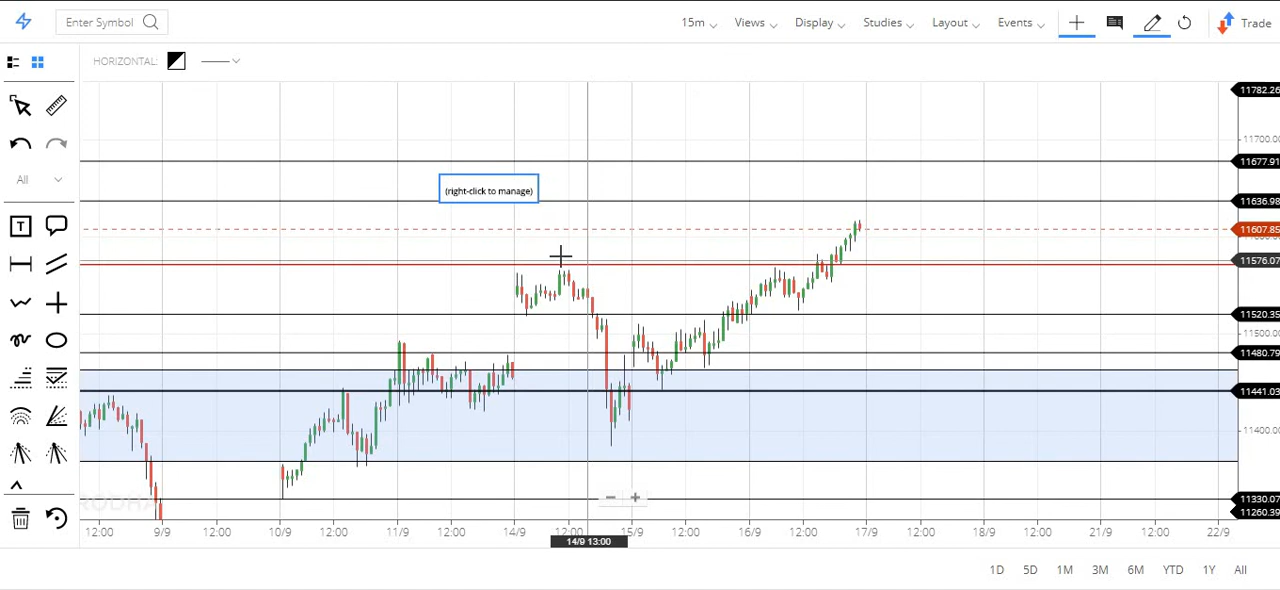 Enter Symbol 15m Views Display Studies Layout Events Trade
HORIZONTAL:
11782.26
11700.0
11677.91
All
(right-click to manage)
11636.98
11607.85
11576.07
11520.35
11500.0
11480.79
11441.03
11400.0
11330.07
11260.39
12:00 9/9 12:00 10/9 12:00 11/9 12:00 14/9 12:00 15/9 12:00 16/9 12:00 17/9 12:00 18/9 12:00 21/9 12:00 22/9
14/9 13:00
1D 5D 1M 3M 6M YTD 1Y All